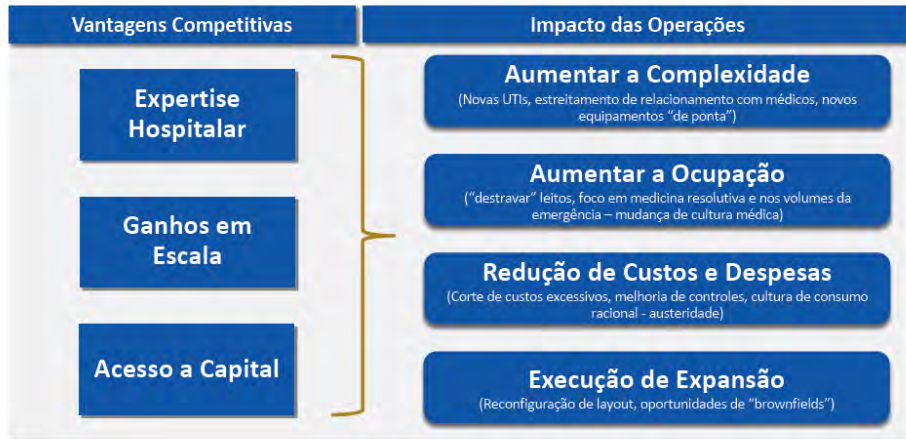 Vantagens Competitivas
Impacto das Operações
Expertise
Hospitalar
Ganhos em
Escala
Acesso a Capital
Aumentar a Complexidade
(Novas UTIs, estreitamento de relacionamento com médicos, novos
equipamentos “de ponta”)
Aumentar a Ocupação
(“destravar” leitos, foco em medicina resolutiva e nos volumes da
emergência – mudança de cultura médica)
Redução de Custos e Despesas
(Corte de custos excessivos, melhoria de controles, cultura de consumo
racional - austeridade)
Execução de Expansão
(Reconfiguração de layout, oportunidades de “brownfields”)